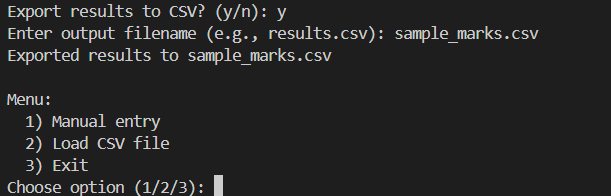 Export results to CSV? (y/n): y
Enter output filename (e.g., results.csv): sample_marks.csv
Exported results to sample_marks.csv
Menu:
  1) Manual entry
  2) Load CSV file
  3) Exit
Choose option (1/2/3):